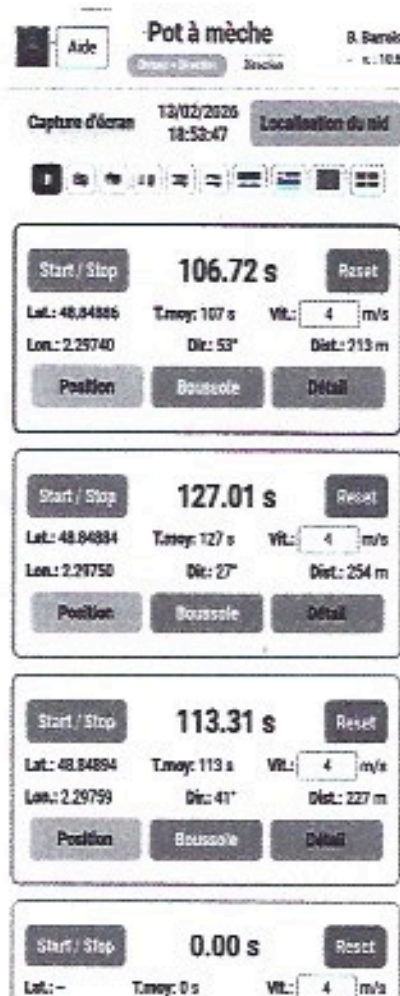 Aide
Pot à mèche
Direction
Capture d'écran
13/02/2026
18:53:47
Localisation du nid
Start / Stop 106.72 s Reset
Lat.: 48,84886 T.moy: 107 s Vit.: 4 m/s
Lon.: 2.29740 Dir.: 53° Dist.: 213 m
Position Boussole Détail
Start / Stop 127.01 s Reset
Lat.: 48.84884 T.moy: 127 s Vit.: 4 m/s
Lon.: 2.29750 Dir.: 27° Dist.: 254 m
Position Boussole Détail
Start / Stop 113.31 s Reset
Lat.: 48.84894 T.moy: 113 s Vit.: 4 m/s
Lon.: 2.29759 Dir.: 41° Dist.: 227 m
Position Boussole Détail
Start / Stop 0.00 s Reset
Lat.: – T.moy: 0 s Vit.: 4 m/s